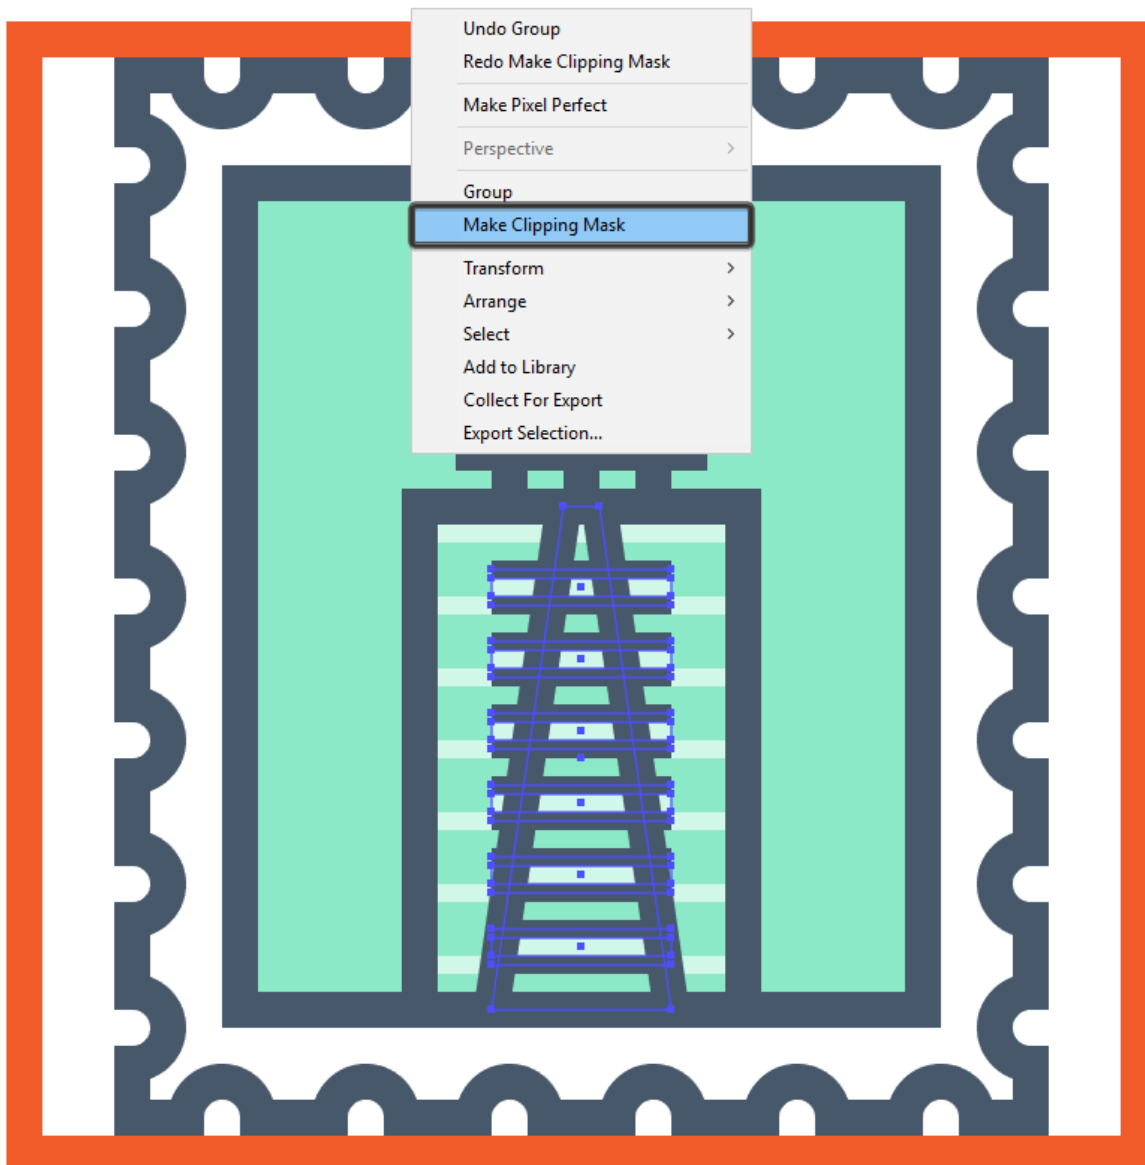 Undo Group
Redo Make Clipping Mask
Make Pixel Perfect
Perspective
Group
Make Clipping Mask
Transform
Arrange
Select
Add to Library
Collect For Export
Export Selection...